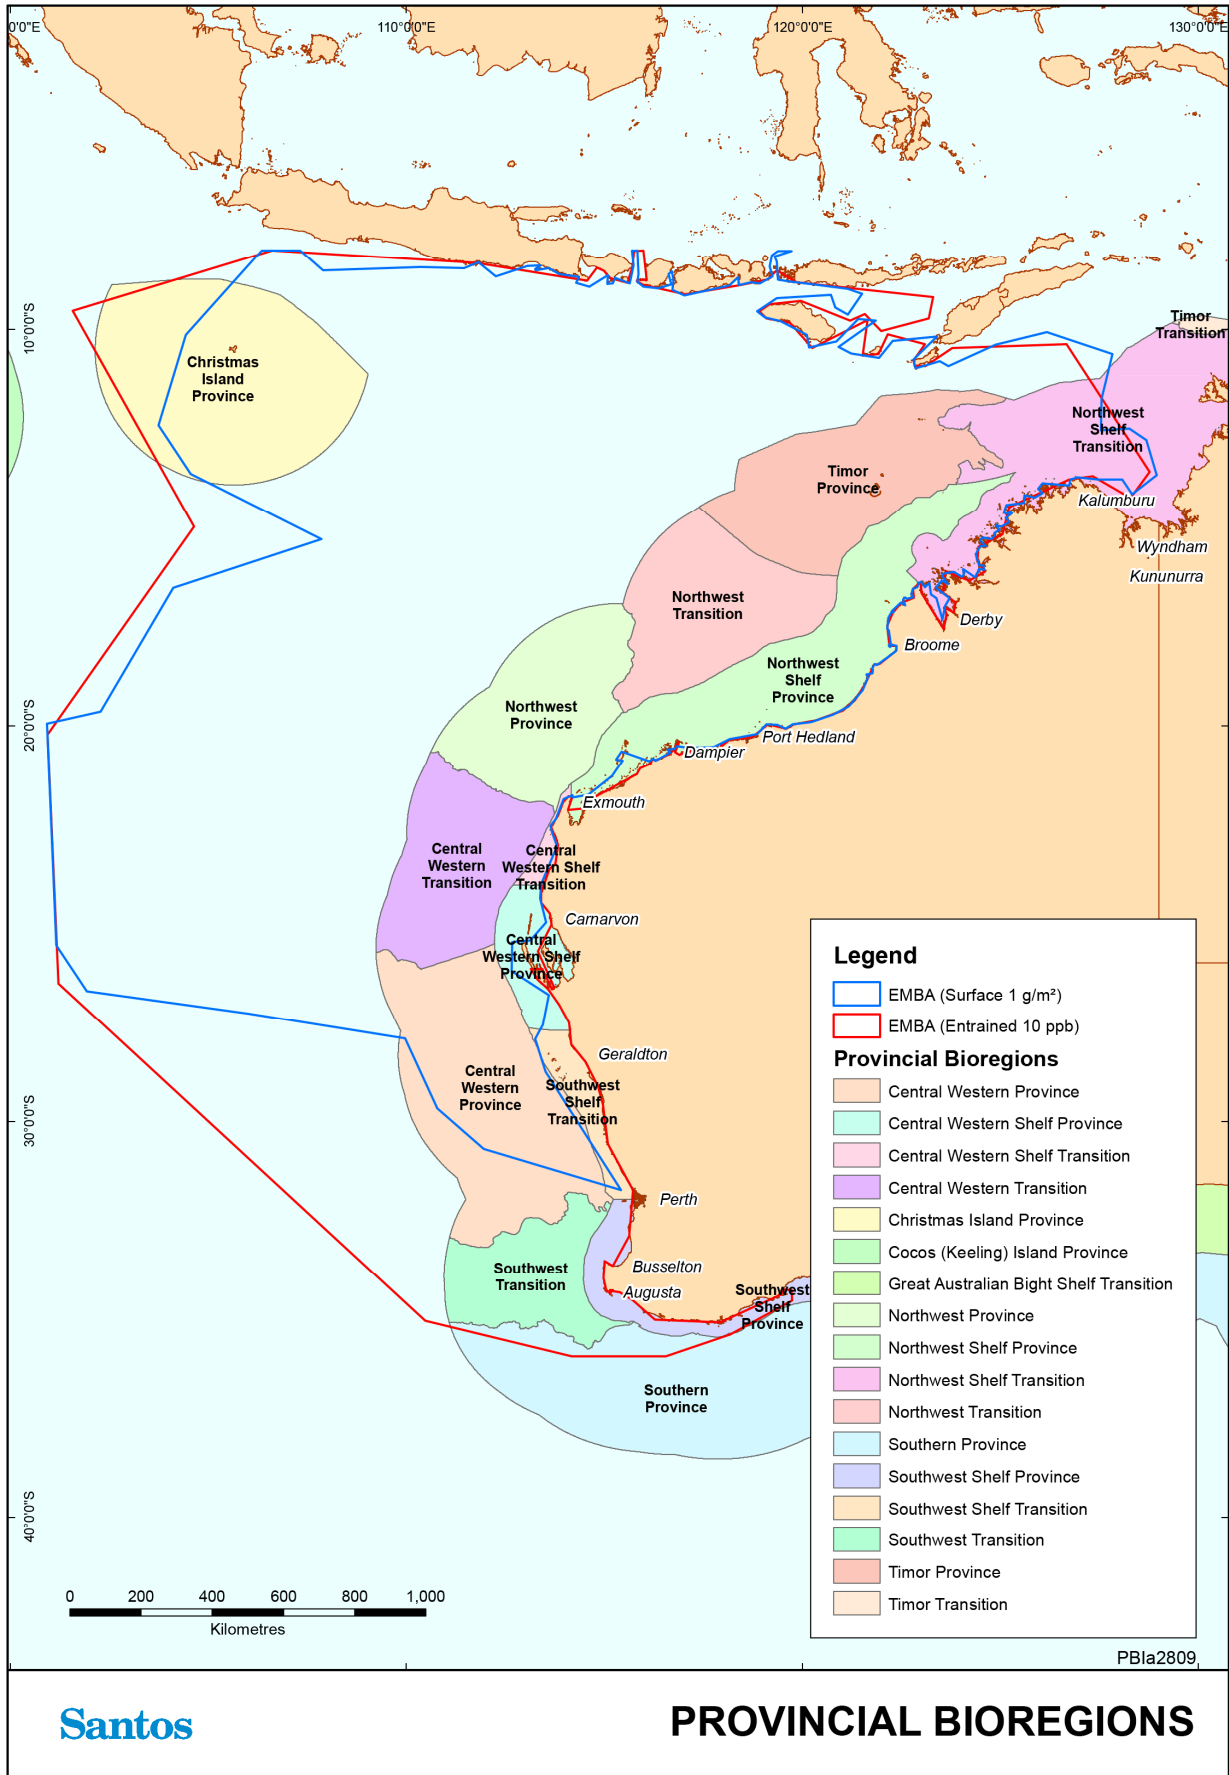 0'0"E
110°0'0"E
120°0'0"E
130°0'0"E
10°0'0"S
20°0'0"S
30°0'0"S
40°0'0"S
Timor
Transition
Christmas
Island
Province
Northwest
Shelf
Transition
Timor
Province
Kalumburu
Wyndham
Kununurra
Northwest
Transition
Derby
Broome
Northwest
Shelf
Province
Northwest
Province
Port Hedland
Dampier
Exmouth
Central
Western
Transition
Central
Western Shelf
Transition
Carnarvon
Central
Western Shelf
Province
Geraldton
Central
Western
Province
Southwest
Shelf
Transition
Perth
Busselton
Augusta
Southwest
Transition
Southwest
Shelf
Province
Southern
Province
Legend
EMBA (Surface 1 g/m²)
EMBA (Entrained 10 ppb)
Provincial Bioregions
Central Western Province
Central Western Shelf Province
Central Western Shelf Transition
Central Western Transition
Christmas Island Province
Cocos (Keeling) Island Province
Great Australian Bight Shelf Transition
Northwest Province
Northwest Shelf Province
Northwest Shelf Transition
Northwest Transition
Southern Province
Southwest Shelf Province
Southwest Shelf Transition
Southwest Transition
Timor Province
Timor Transition
0 200 400 600 800 1,000
Kilometres
PBIa2809
Santos
PROVINCIAL BIOREGIONS